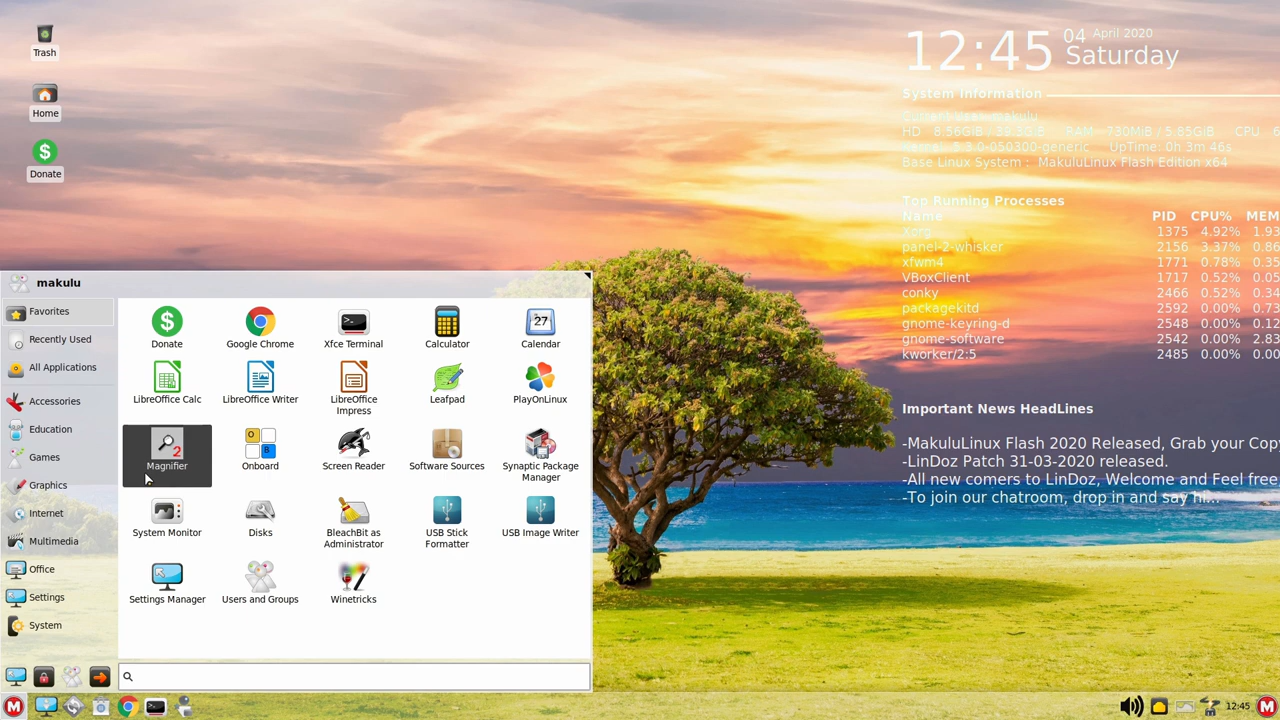 Trash
Home
Donate
12:45
04 April 2020
Saturday
System Information
Current User: makulu
HD 8.56GiB / 39.3GiB RAM 730MiB / 5.85GiB CPU 6
Kernel: 5.3.0-050300-generic UpTime: 0h 3m 46s
Base Linux System : MakuluLinux Flash Edition x64
Top Running Processes
Name PID CPU% MEM
Xorg 1375 4.92% 1.93
panel-2-whisker 2156 3.37% 0.86
xfwm4 1771 0.78% 0.35
VBoxClient 1717 0.52% 0.05
conky 2466 0.52% 0.34
packagekitd 2592 0.00% 0.73
gnome-keyring-d 2548 0.00% 0.12
gnome-software 2542 0.00% 2.83
kworker/2:5 2485 0.00% 0.00
Important News HeadLines
-MakuluLinux Flash 2020 Released, Grab your Copy
-LinDoz Patch 31-03-2020 released.
-All new comers to LinDoz, Welcome and Feel free
-To join our chatroom, drop in and say hi...
makulu
Favorites
Recently Used
All Applications
Accessories
Education
Games
Graphics
Internet
Multimedia
Office
Settings
System
Donate Google Chrome Xfce Terminal Calculator Calendar
27
LibreOffice Calc LibreOffice Writer LibreOffice Impress Leafpad PlayOnLinux
Magnifier Onboard Screen Reader Software Sources Synaptic Package Manager
System Monitor Disks BleachBit as Administrator USB Stick Formatter USB Image Writer
Settings Manager Users and Groups Winetricks
12:45